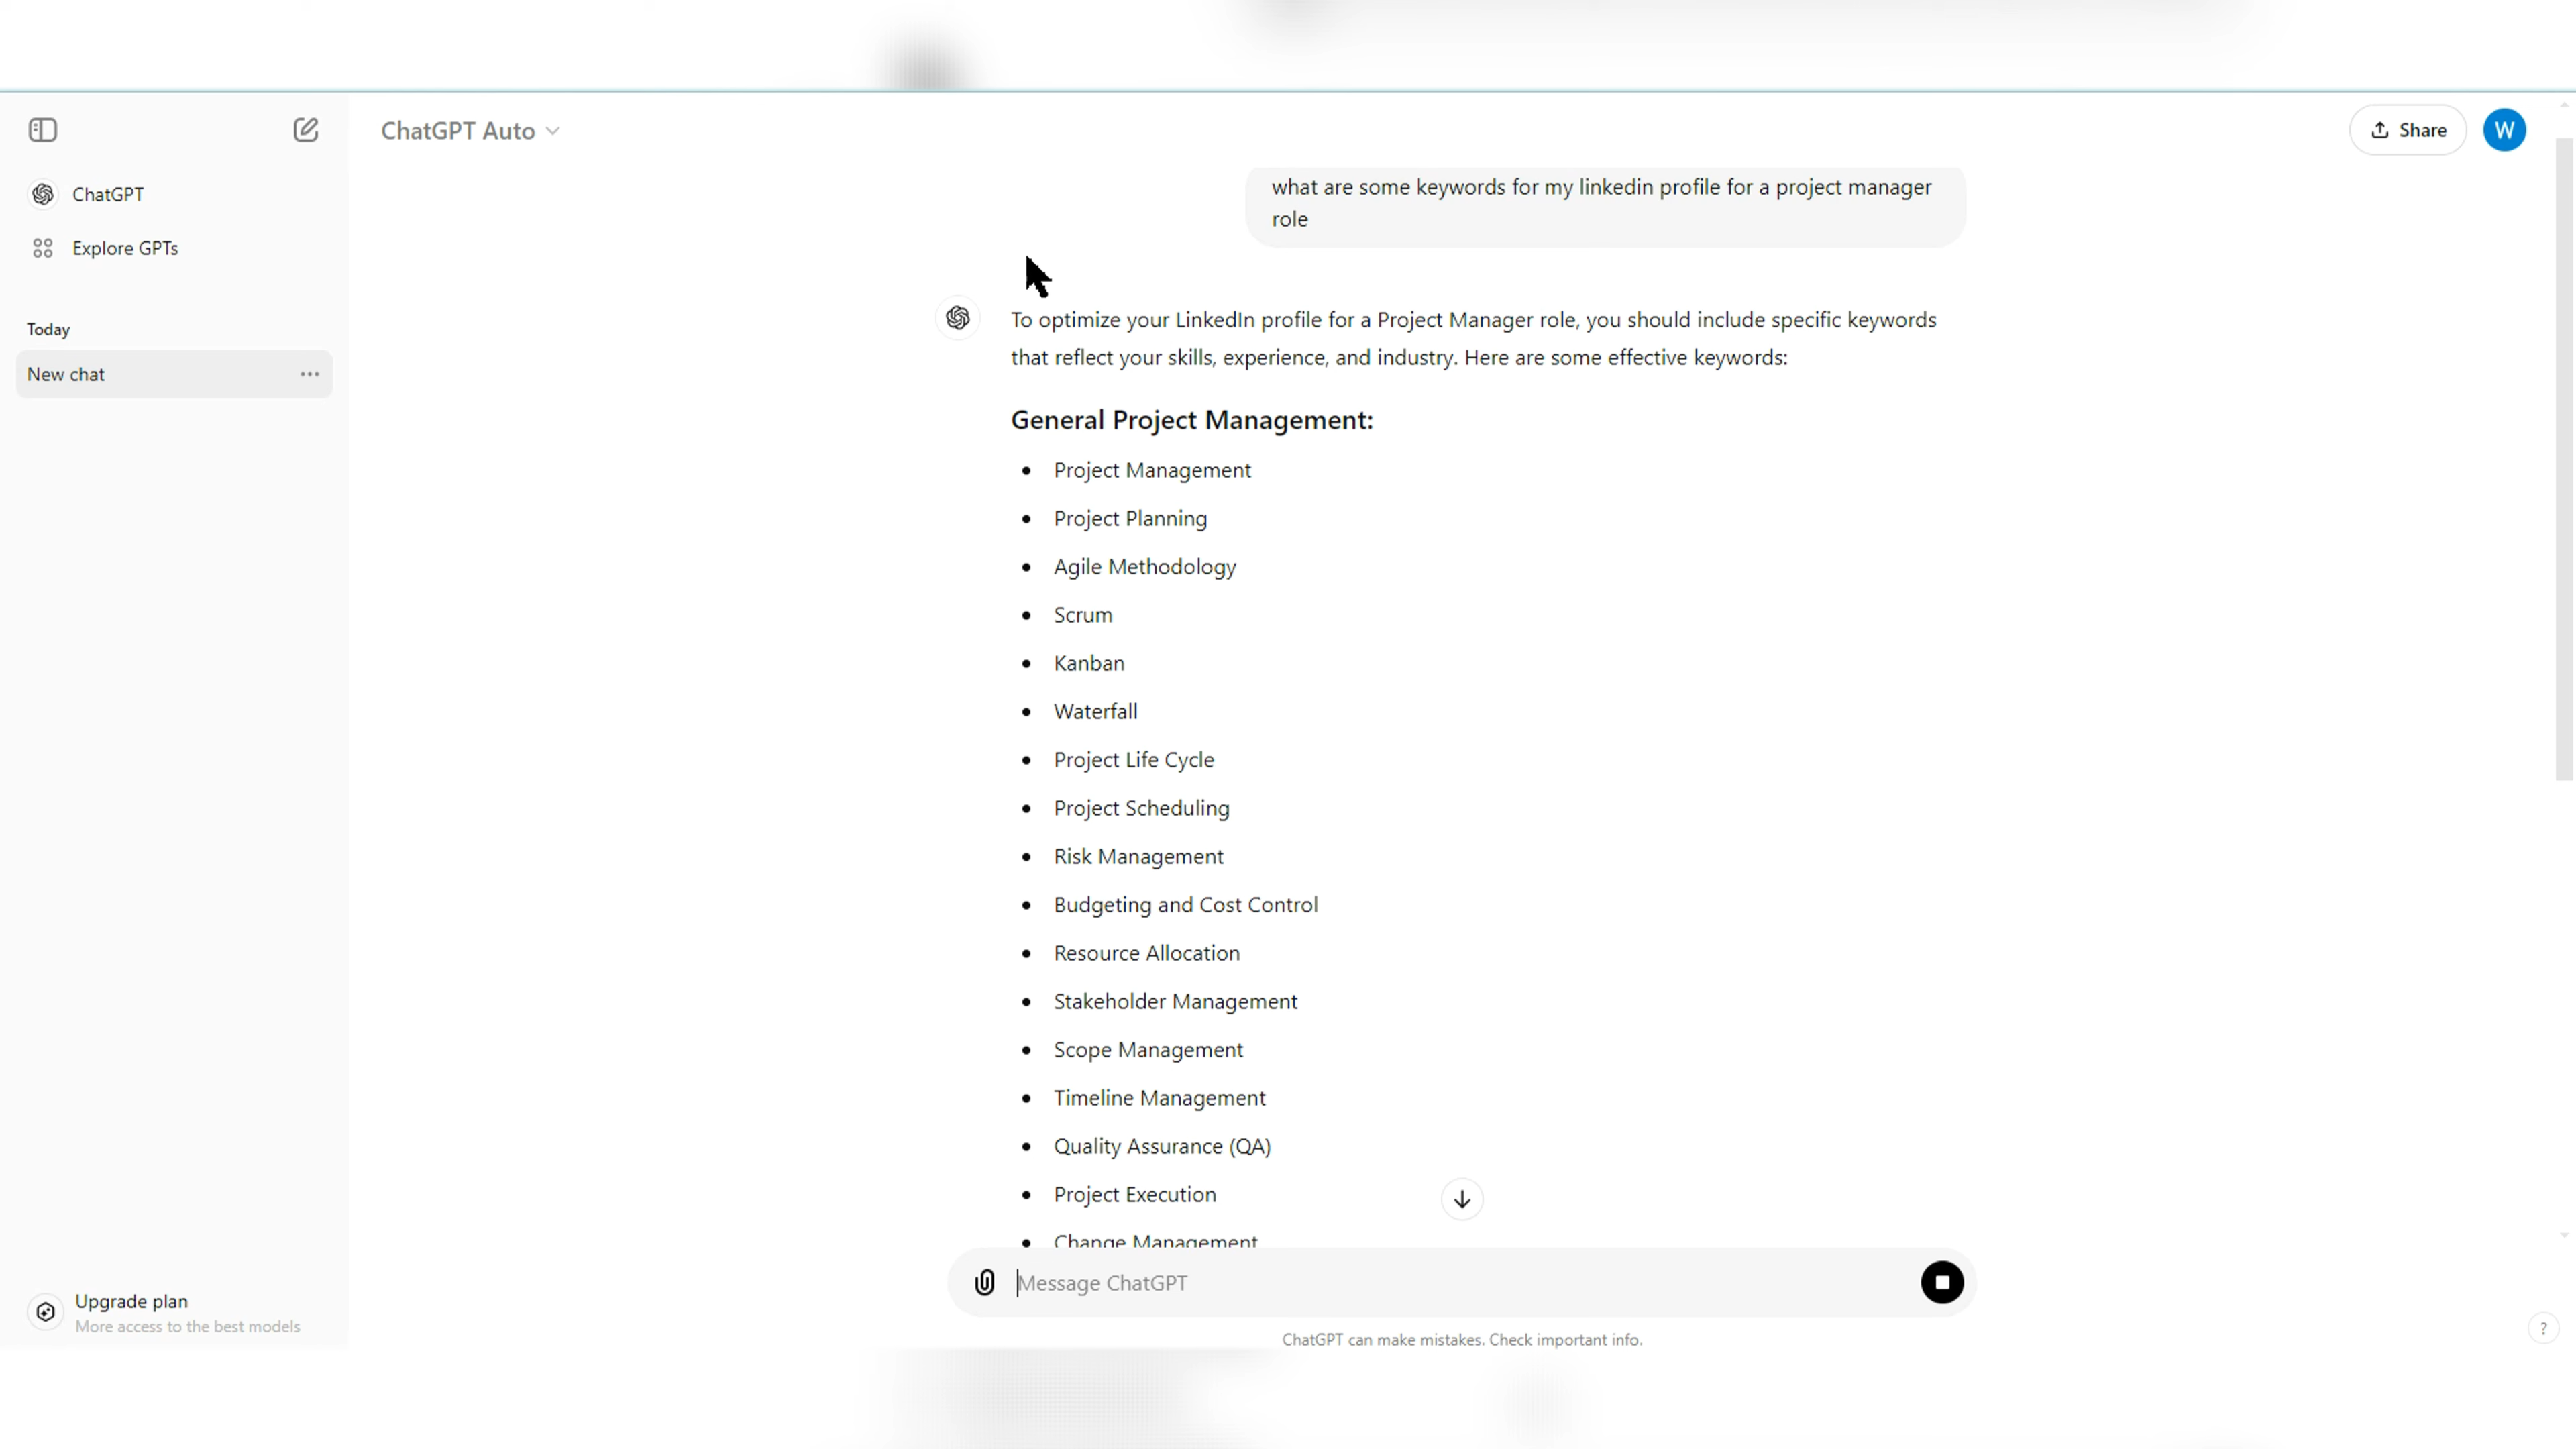 ChatGPT Auto
Share
W
ChatGPT
Explore GPTs
Today
New chat
what are some keywords for my linkedin profile for a project manager
role
To optimize your LinkedIn profile for a Project Manager role, you should include specific keywords
that reflect your skills, experience, and industry. Here are some effective keywords:
General Project Management:
• Project Management
• Project Planning
• Agile Methodology
• Scrum
• Kanban
• Waterfall
• Project Life Cycle
• Project Scheduling
• Risk Management
• Budgeting and Cost Control
• Resource Allocation
• Stakeholder Management
• Scope Management
• Timeline Management
• Quality Assurance (QA)
• Project Execution
• Change Management
Message ChatGPT
Upgrade plan
More access to the best models
ChatGPT can make mistakes. Check important info.
?